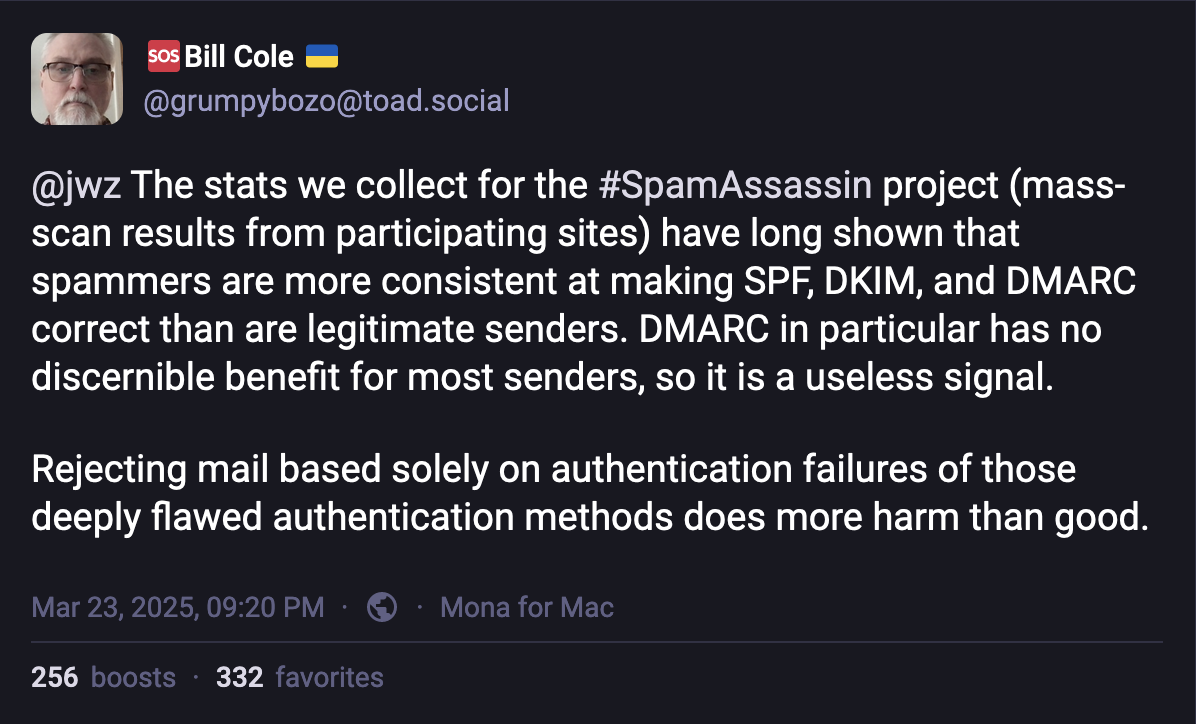 🆘Bill Cole 🇺🇦
@grumpybozo@toad.social
@jwz The stats we collect for the #SpamAssassin project (mass-
scan results from participating sites) have long shown that
spammers are more consistent at making SPF, DKIM, and DMARC
correct than are legitimate senders. DMARC in particular has no
discernible benefit for most senders, so it is a useless signal.
Rejecting mail based solely on authentication failures of those
deeply flawed authentication methods does more harm than good.
Mar 23, 2025, 09:20 PM · 🌎 · Mona for Mac
256 boosts · 332 favorites